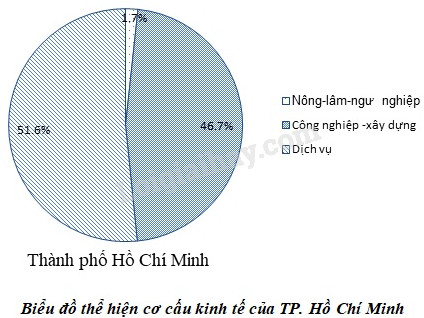 1.7%
51.6%
46.7%
Nông-lâm-ngư nghiệp
Công nghiệp -xây dựng
Dịch vụ
Thành phố Hồ Chí Minh
Biểu đồ thể hiện cơ cấu kinh tế của TP. Hồ Chí Minh